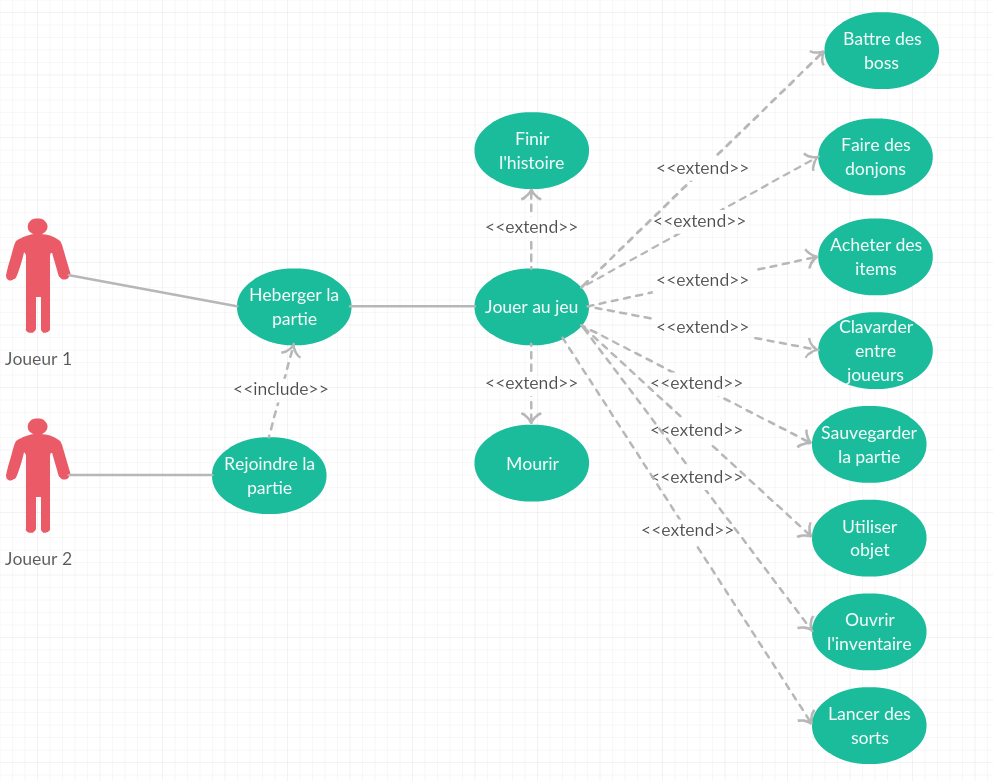 Battre des
boss
Finir
l'histoire
Faire des
donjons
<<extend>>
<<extend>>
<<extend>>
Acheter des
items
<<extend>>
Heberger la
partie
Jouer au jeu
<<extend>>
Clavarder
entre
joueurs
Joueur 1
<<include>>
<<extend>>
<<extend>>
Sauvegarder
la partie
<<extend>>
Rejoindre la
partie
Mourir
<<extend>>
Utiliser
objet
<<extend>>
Joueur 2
Ouvrir
l'inventaire
Lancer des
sorts